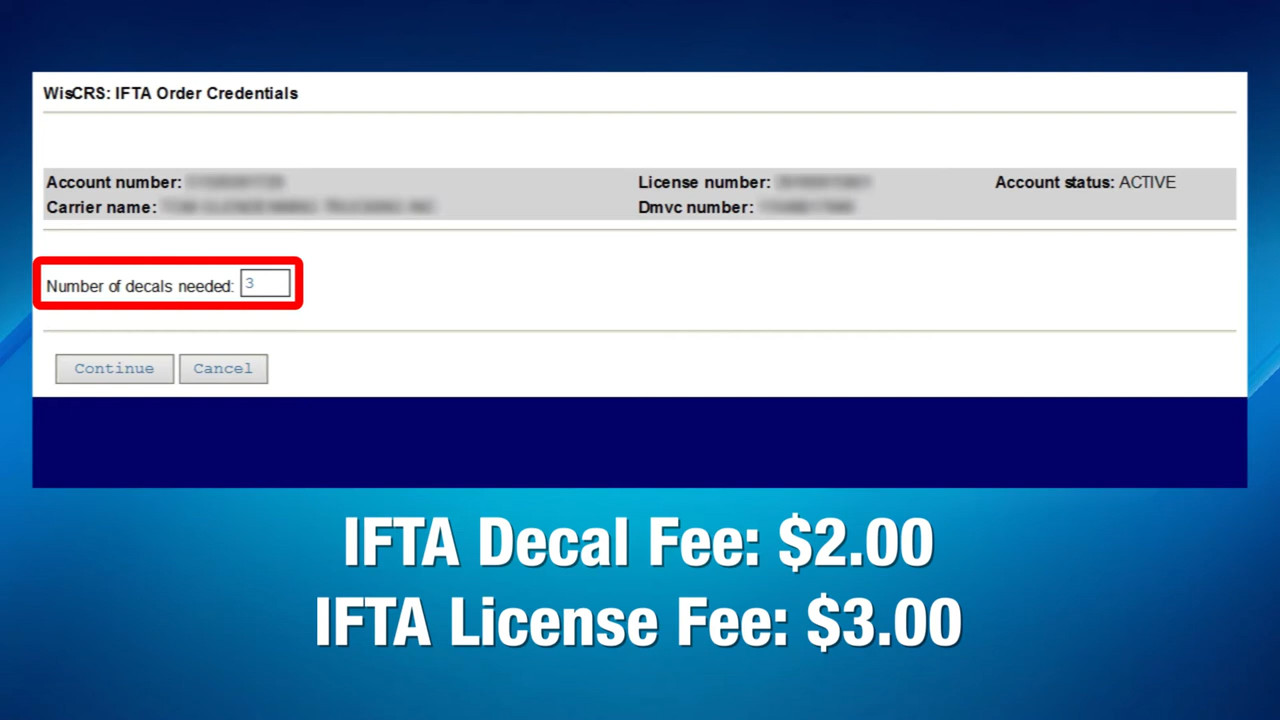 WisCRS: IFTA Order Credentials
Account number: License number: Account status: ACTIVE
Carrier name: Dmvc number:
Number of decals needed: 3
Continue Cancel
IFTA Decal Fee: $2.00
IFTA License Fee: $3.00